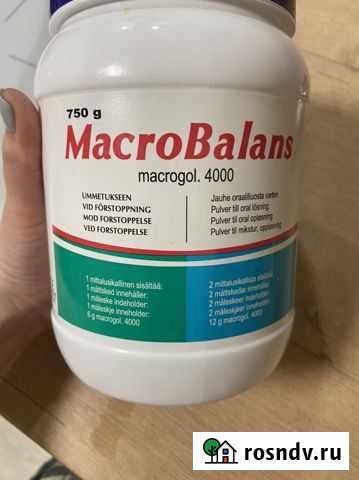 750 g
MacroBalans
macrogol. 4000
UMMETUKSEEN
VID FÖRSTOPPNING
MOD FORSTOPPELSE
VED FORSTOPPELSE
Jauhe oraaliliuosta varten
Pulver till oral lösning
Pulver til oral opløsning
Pulver til mikstur, oppløsning
1 mittalusikallinen sisältää:
1 måttsked innehåller:
1 måleske indeholder:
1 måleskje inneholder:
6 g macrogol. 4000
2 mittalusikallista sisältää:
2 måttskedar innehåller:
2 måleskeer indeholder:
2 måleskjeer inneholder:
12 g macrogol. 4000
rosndv.ru